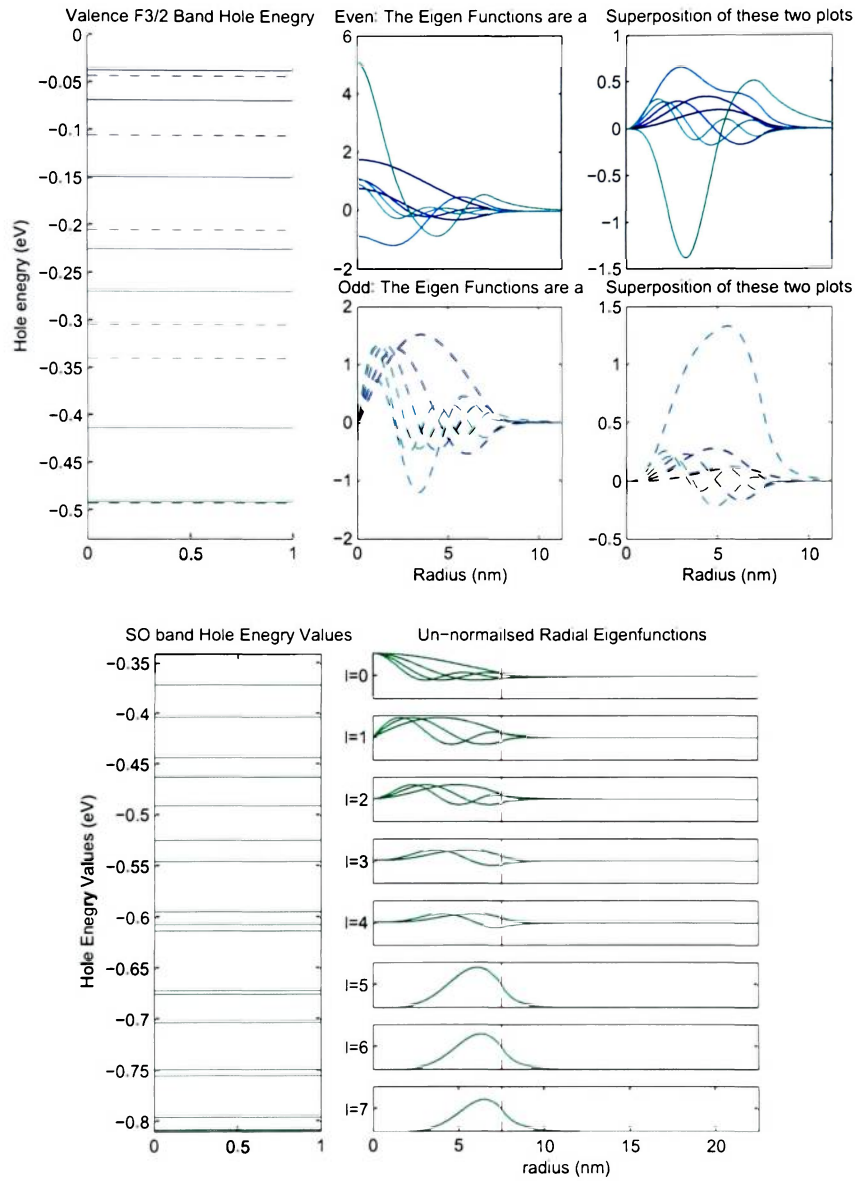 Valence F3/2 Band Hole Enegry
Even: The Eigen Functions are a
Superposition of these two plots
0
−0.05
−0.1
−0.15
−0.2
−0.25
−0.3
−0.35
−0.4
−0.45
−0.5
Hole enegry (eV)
0
0.5
1
6
4
2
0
−2
1
0.5
0
−0.5
−1
−1.5
Odd: The Eigen Functions are a
Superposition of these two plots
2
1
0
−1
−2
0
5
10
Radius (nm)
1.5
1
0.5
0
−0.5
0
5
10
Radius (nm)
SO band Hole Enegry Values
Un−normailsed Radial Eigenfunctions
−0.35
−0.4
−0.45
−0.5
−0.55
−0.6
−0.65
−0.7
−0.75
−0.8
Hole Enegry Values (eV)
0
0.5
1
l=0
l=1
l=2
l=3
l=4
l=5
l=6
l=7
0
5
10
15
20
radius (nm)